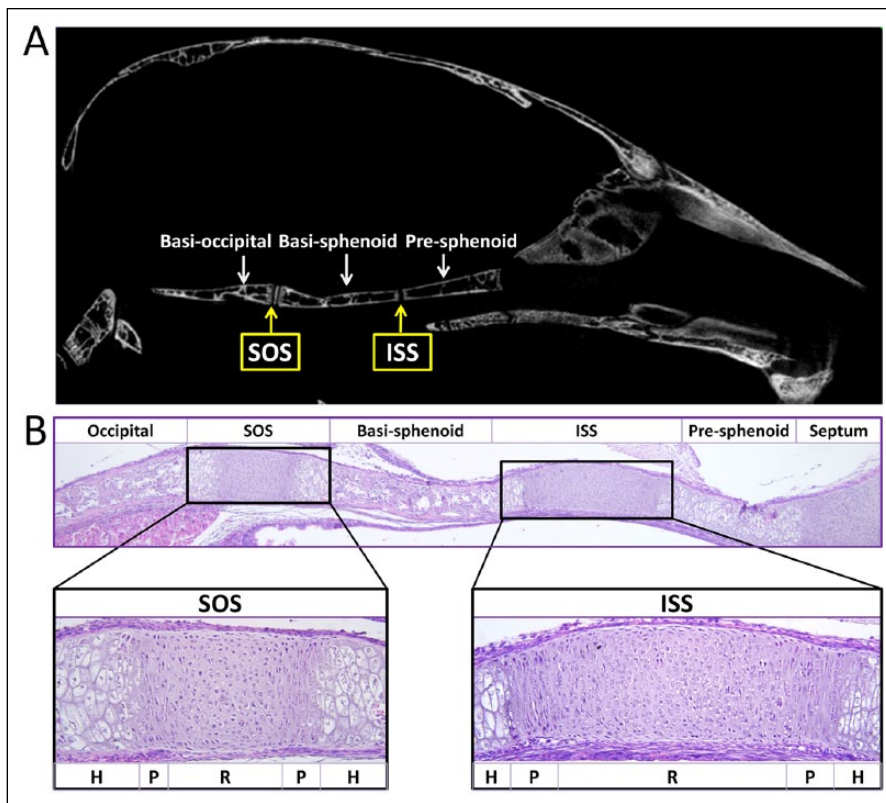 A
Basi-occipital Basi-sphenoid Pre-sphenoid
SOS ISS
B
Occipital SOS Basi-sphenoid ISS Pre-sphenoid Septum
SOS ISS
H P R P H H P R P H